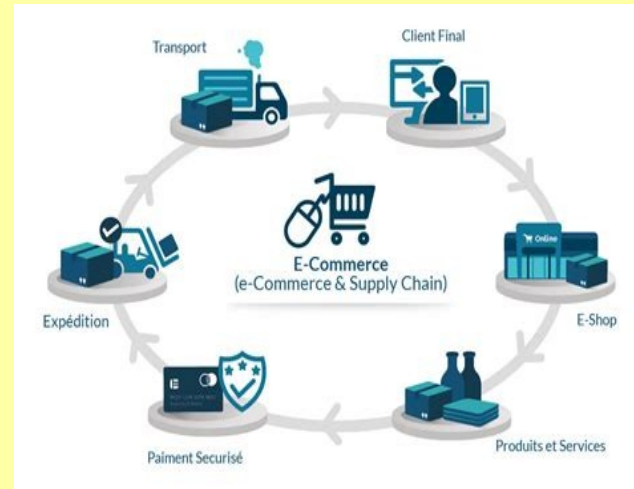 Transport
Client Final
Online
E-Commerce
(e-Commerce & Supply Chain)
E-Shop
Expédition
Produits et Services
Paiment Securisé